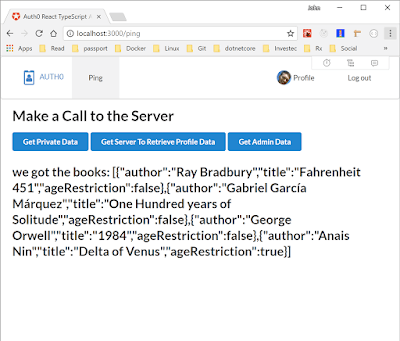 Auth0 React TypeScript A
John
localhost:3000/ping
Apps Read passport Docker Linux Git dotnetcore Investec Rx Social
AUTH0 Ping Profile Log out
Make a Call to the Server
Get Private Data Get Server To Retrieve Profile Data Get Admin Data
we got the books: [{"author":"Ray Bradbury","title":"Fahrenheit
451","ageRestriction":false},{"author":"Gabriel García
Márquez","title":"One Hundred years of
Solitude","ageRestriction":false},{"author":"George
Orwell","title":"1984","ageRestriction":false},{"author":"Anais
Nin","title":"Delta of Venus","ageRestriction":true}]